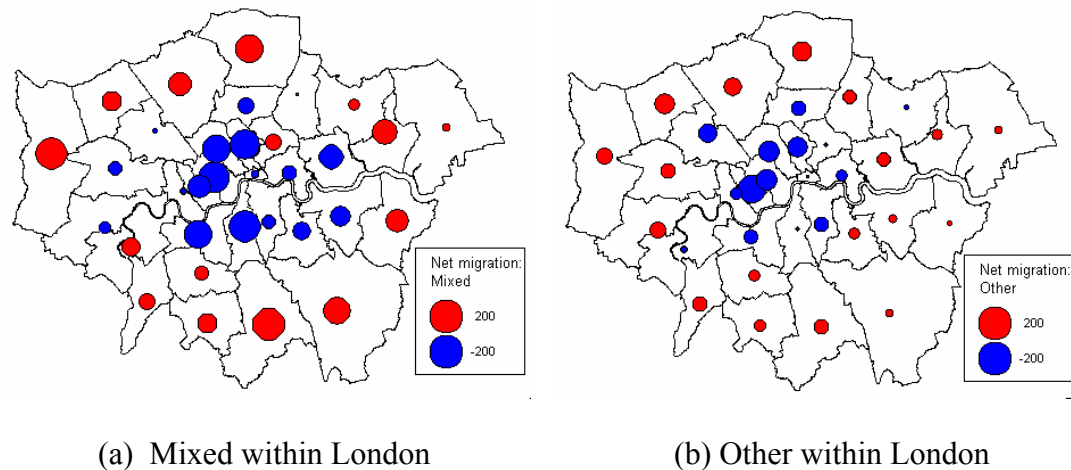 Net migration:
Mixed
200
-200
Net migration:
Other
200
-200
(a) Mixed within London
(b) Other within London